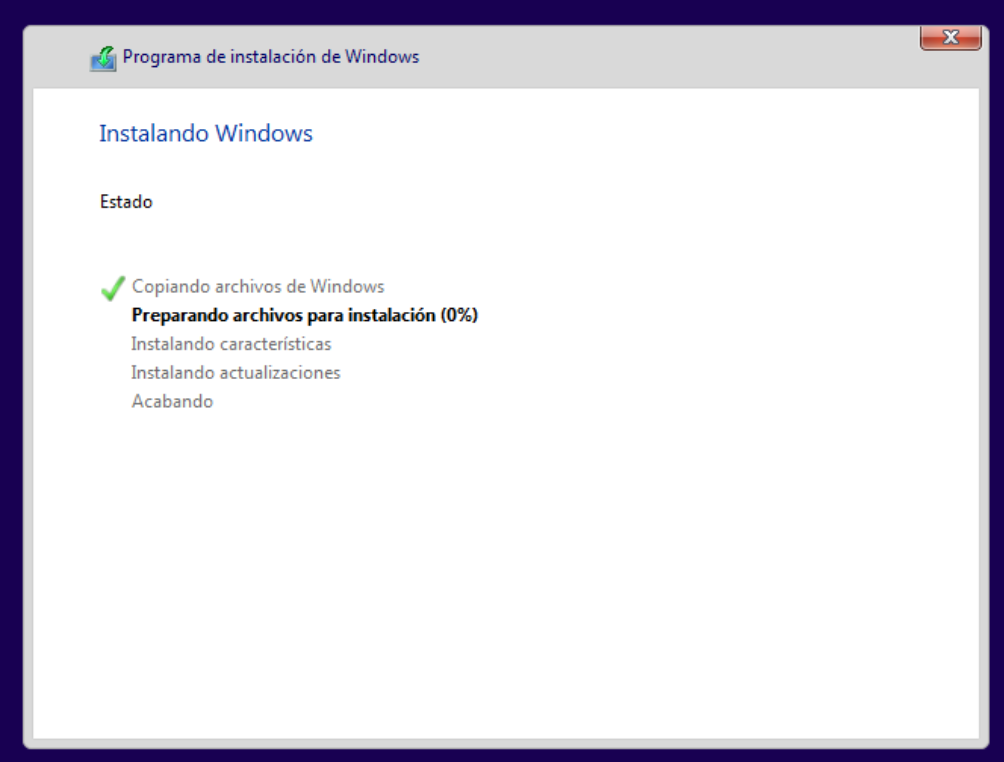 Programa de instalación de Windows
Instalando Windows
Estado
Copiando archivos de Windows
Preparando archivos para instalación (0%)
Instalando características
Instalando actualizaciones
Acabando